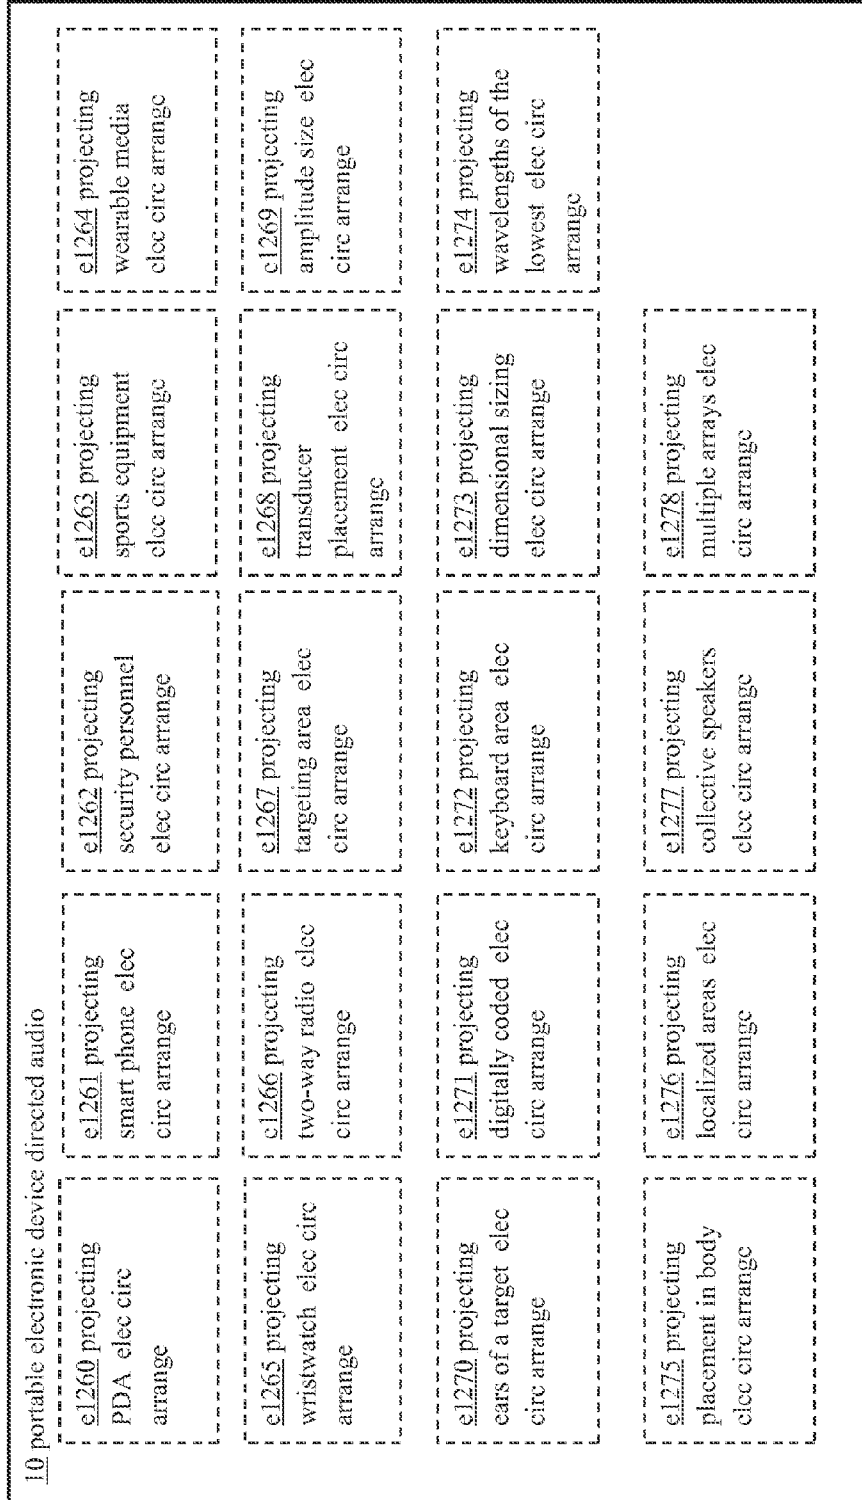 10 portable electronic device directed audio
e1260 projecting
PDA elec circ
arrange
e1261 projecting
smart phone elec
circ arrange
e1262 projecting
security personnel
elec circ arrange
e1263 projecting
sports equipment
elec circ arrange
e1264 projecting
wearable media
elec circ arrange
e1265 projecting
wristwatch elec circ
arrange
e1266 projecting
two-way radio elec
circ arrange
e1267 projecting
targeting area elec
circ arrange
e1268 projecting
transducer
placement elec circ
arrange
e1269 projecting
amplitude size elec
circ arrange
e1270 projecting
ears of a target elec
circ arrange
e1271 projecting
digitally coded elec
circ arrange
e1272 projecting
keyboard area elec
circ arrange
e1273 projecting
dimensional sizing
elec circ arrange
e1274 projecting
wavelengths of the
lowest elec circ
arrange
e1275 projecting
placement in body
elec circ arrange
e1276 projecting
localized areas elec
circ arrange
e1277 projecting
collective speakers
elec circ arrange
e1278 projecting
multiple arrays elec
circ arrange